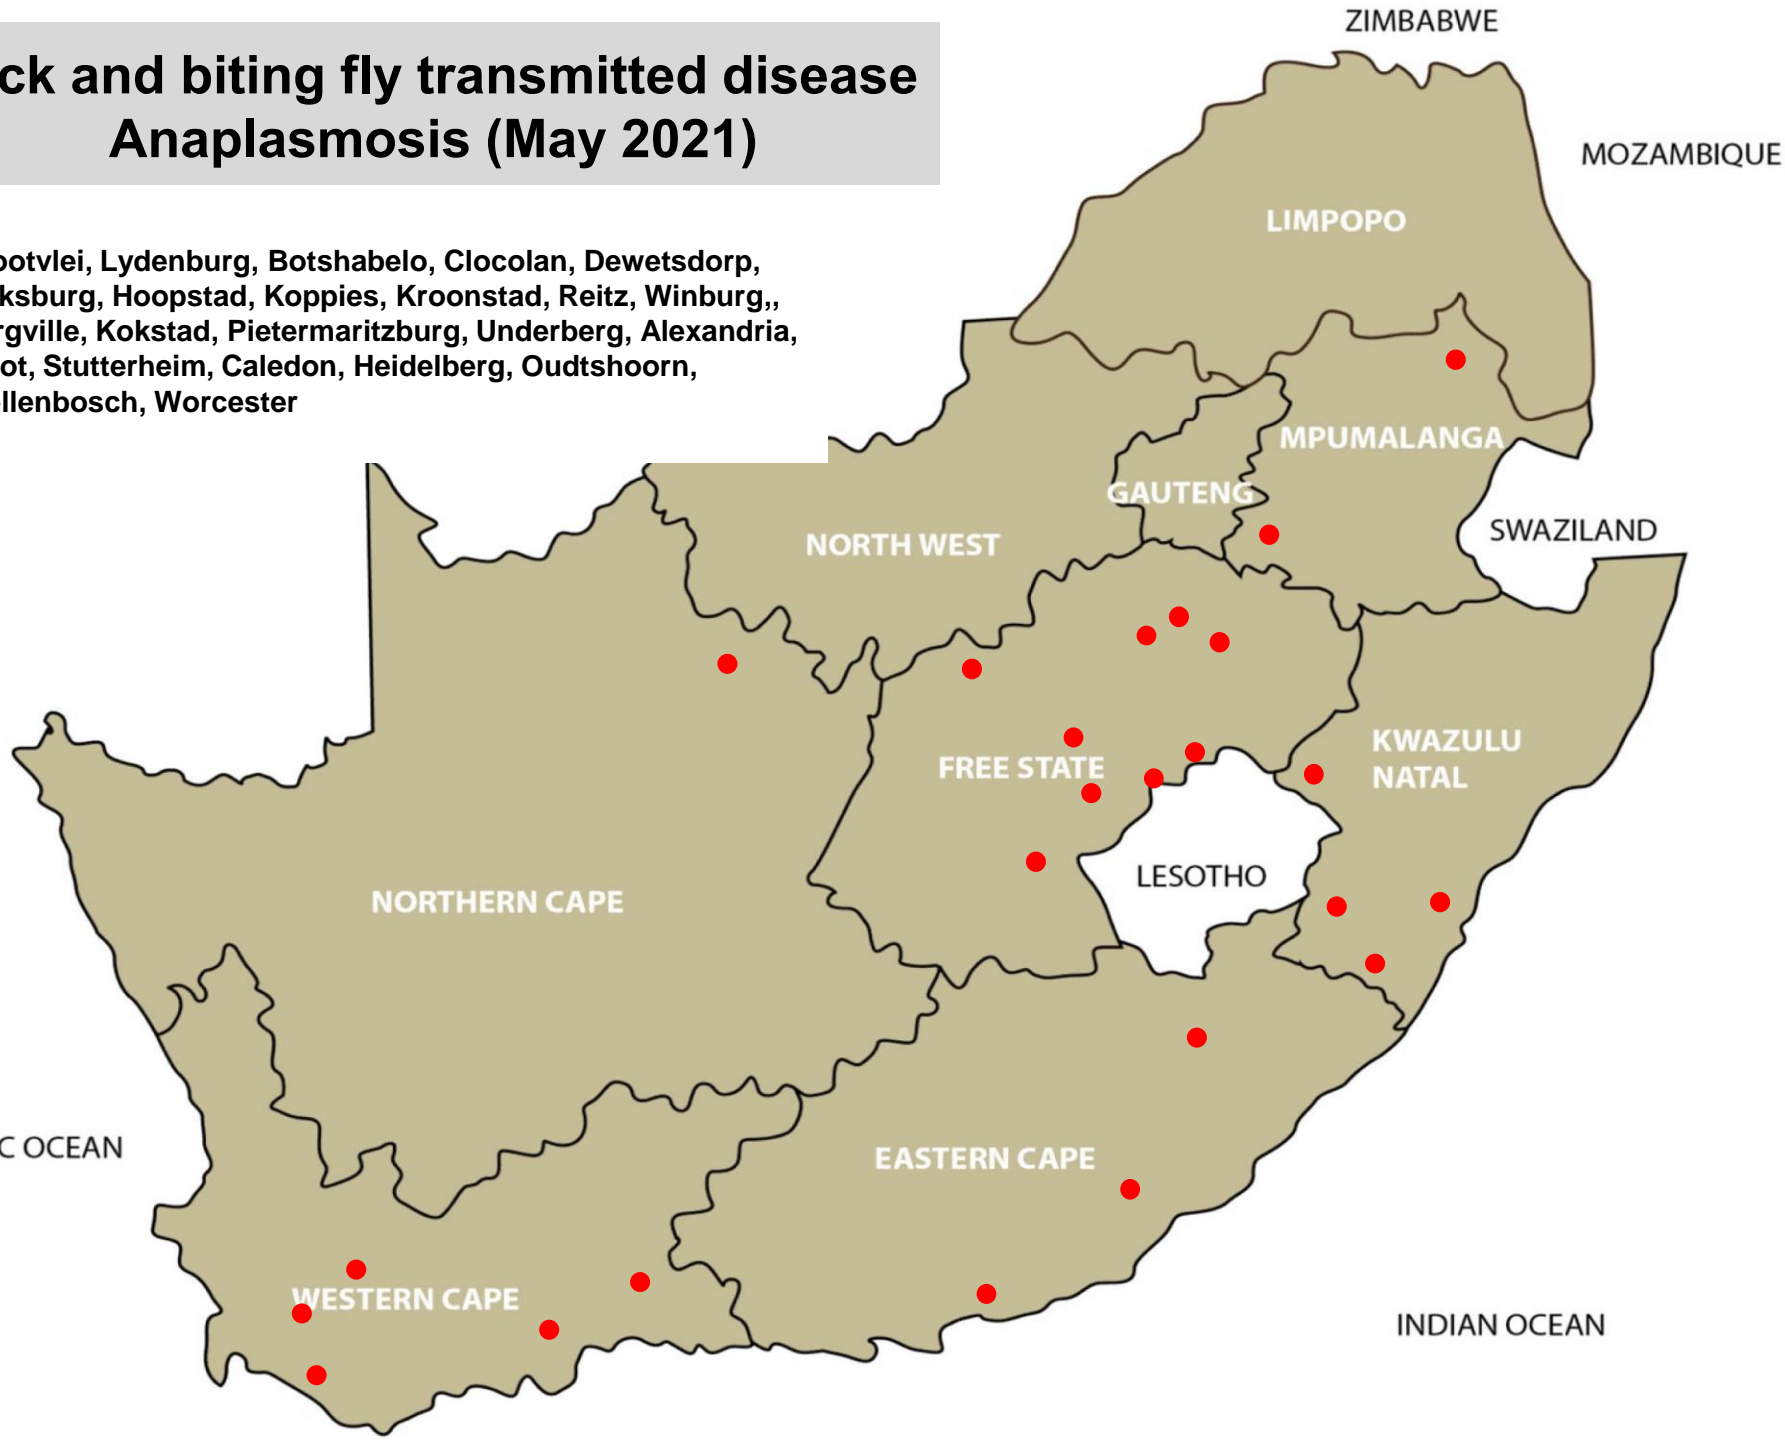 ck and biting fly transmitted disease
Anaplasmosis (May 2021)
ootvlei, Lydenburg, Botshabelo, Clocolan, Dewetsdorp,
ksburg, Hoopstad, Koppies, Kroonstad, Reitz, Winburg,,
rgville, Kokstad, Pietermaritzburg, Underberg, Alexandria,
ot, Stutterheim, Caledon, Heidelberg, Oudtshoorn,
llenbosch, Worcester
ZIMBABWE
MOZAMBIQUE
LIMPOPO
MPUMALANGA
GAUTENG
NORTH WEST
SWAZILAND
KWAZULU
NATAL
FREE STATE
LESOTHO
NORTHERN CAPE
C OCEAN
EASTERN CAPE
WESTERN CAPE
INDIAN OCEAN